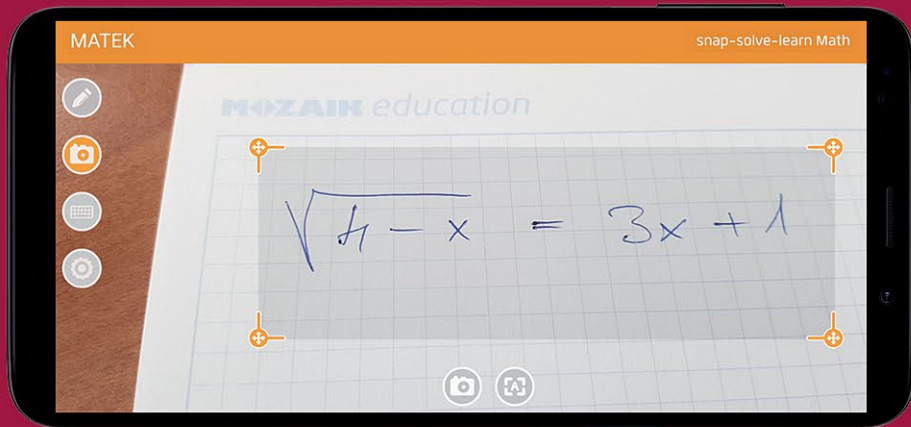 MATEK
snap-solve-learn Math
MOZAIK education
√(4 - x) = 3x + 1